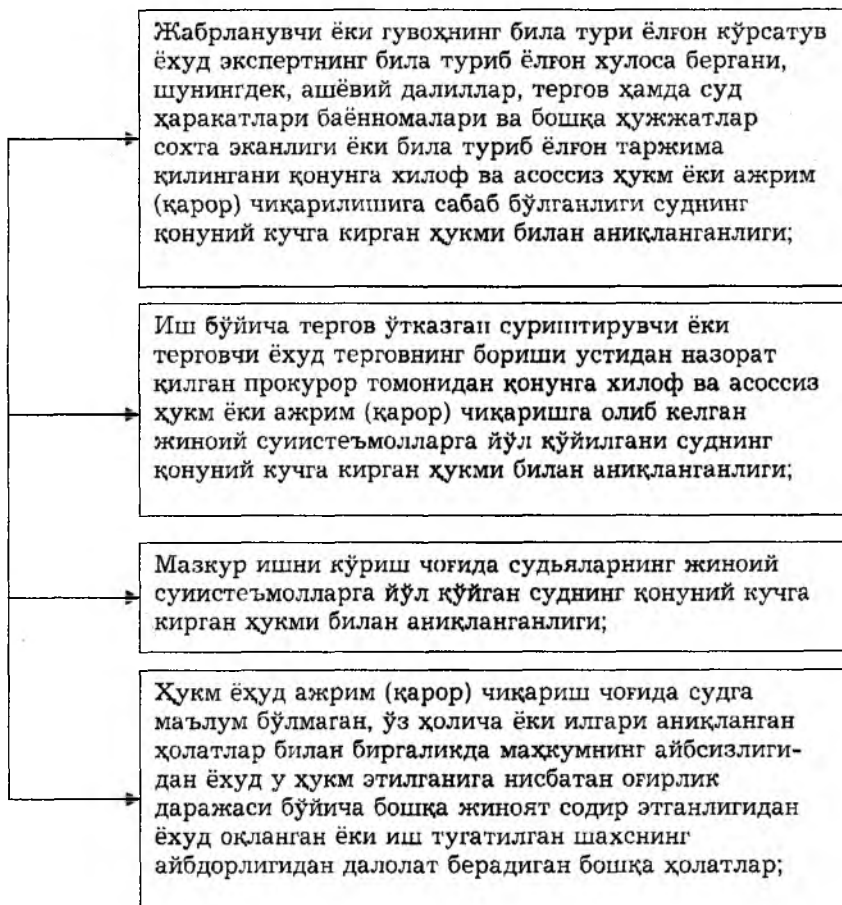 Жабрланувчи ёки гувоҳнинг била тури ёлғон кўрсатув
ёхуд экспертнинг била туриб ёлғон хулоса бергани,
шунингдек, ашёвий далиллар, тергов ҳамда суд
ҳаракатлари баённомалари ва бошқа ҳужжатлар
сохта эканлиги ёки била туриб ёлғон таржима
қилингани қонунга хилоф ва асоссиз ҳукм ёки ажрим
(қарор) чиқарилишига сабаб бўлганлиги суднинг
қонуний кучга кирган ҳукми билан аниқланганлиги;
Иш бўйича тергов ўтказган суриштирувчи ёки
терговчи ёхуд терговнинг бориши устидан назорат
қилган прокурор томонидан қонунга хилоф ва асоссиз
ҳукм ёки ажрим (қарор) чиқаришга олиб келган
жиноий суиистеъмолларга йўл қўйилгани суднинг
қонуний кучга кирган ҳукми билан аниқланганлиги;
Мазкур ишни кўриш чоғида судьяларнинг жиноий
суиистеъмолларга йўл қўйган суднинг қонуний кучга
кирган ҳукми билан аниқланганлиги;
Ҳукм ёҳуд ажрим (қарор) чиқариш чоғида судга
маълум бўлмаган, ўз ҳолича ёки илгари аниқланган
ҳолатлар билан биргаликда маҳкумнинг айбсизлиги-
дан ёхуд у ҳукм этилганига нисбатан оғирлик
даражаси бўйича бошқа жиноят содир этганлигидан
ёхуд оқланган ёки иш тугатилган шахснинг
айбдорлигидан далолат берадиган бошқа ҳолатлар;